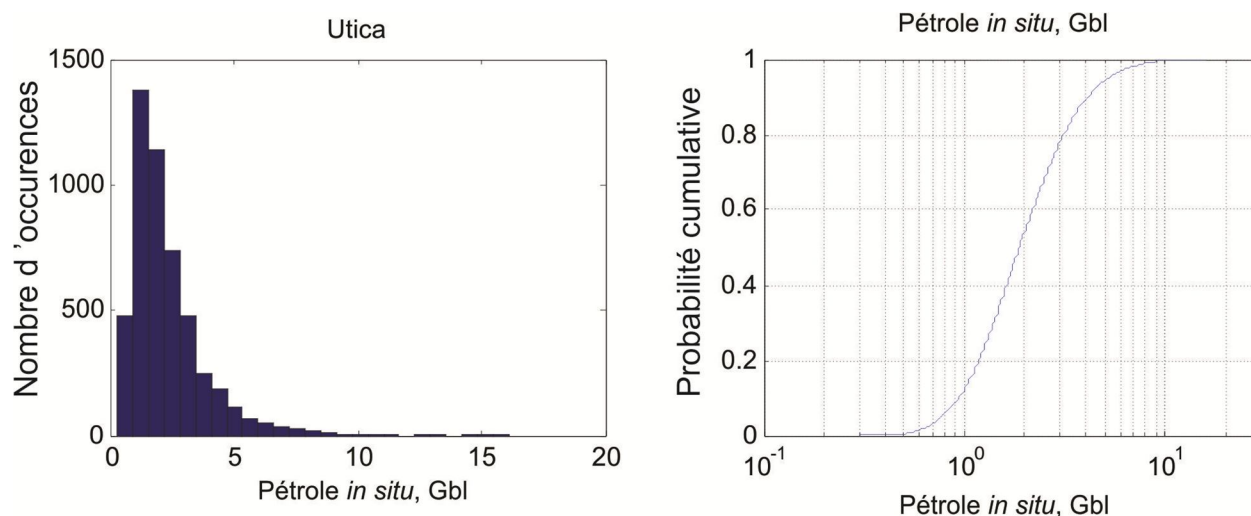 Utica
1500
1000
500
0
0 5 10 15 20
Nombre d 'occurences
Pétrole in situ, Gbl
Pétrole in situ, Gbl
1
0.8
0.6
0.4
0.2
0
10-1 100 101
Probabilité cumulative
Pétrole in situ, Gbl